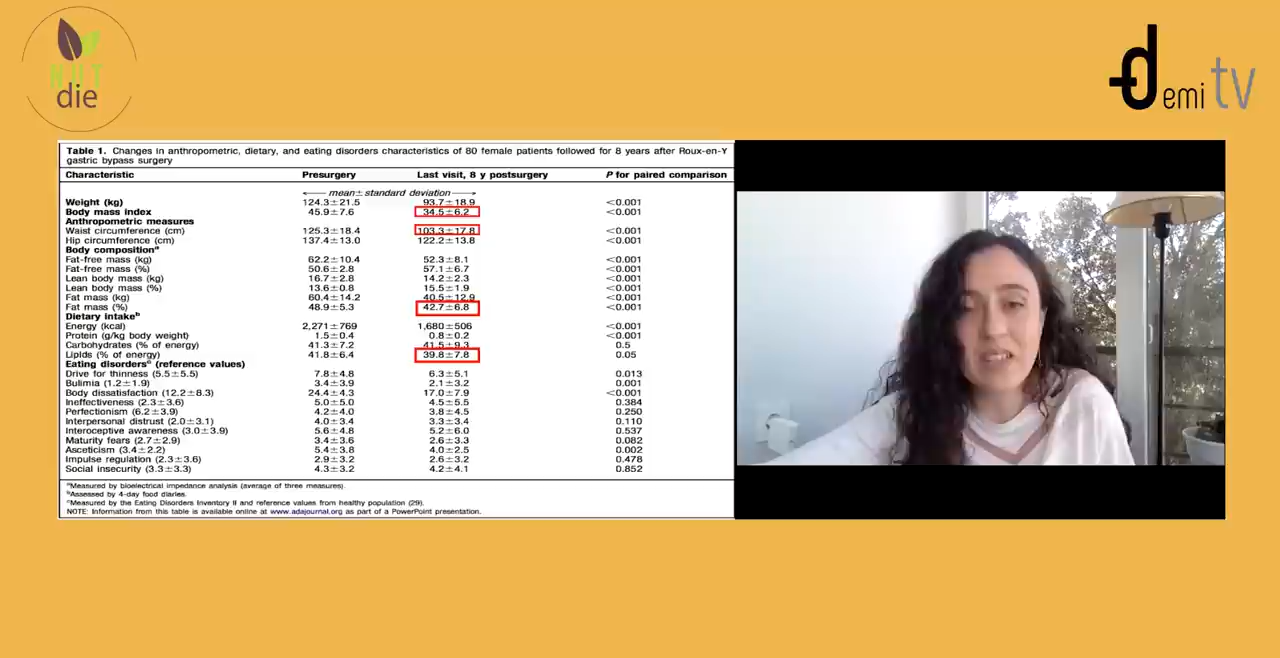 NUT
die
demi tv
Table 1. Changes in anthropometric, dietary, and eating disorders characteristics of 80 female patients followed for 8 years after Roux-en-Y
gastric bypass surgery
Characteristic Presurgery Last visit, 8 y postsurgery P for paired comparison
←— mean±standard deviation —→
Weight (kg) 124.3±21.5 93.7±18.9 <0.001
Body mass index 45.9±7.6 34.5±6.2 <0.001
Anthropometric measures
Waist circumference (cm) 125.3±18.4 103.3±17.8 <0.001
Hip circumference (cm) 137.4±13.0 122.2±13.8 <0.001
Body compositionᵃ
Fat-free mass (kg) 62.2±10.4 52.3±8.1 <0.001
Fat-free mass (%) 50.6±2.8 57.1±6.7 <0.001
Lean body mass (kg) 16.7±2.8 14.2±2.3 <0.001
Lean body mass (%) 13.6±0.8 15.5±1.9 <0.001
Fat mass (kg) 60.4±14.2 40.5±12.9 <0.001
Fat mass (%) 48.9±5.3 42.7±6.8 <0.001
Dietary intakeᵇ
Energy (kcal) 2,271±769 1,680±506 <0.001
Protein (g/kg body weight) 1.5±0.4 0.8±0.2 <0.001
Carbohydrates (% of energy) 41.3±7.2 41.5±9.3 0.5
Lipids (% of energy) 41.8±6.4 39.8±7.8 0.05
Eating disordersᶜ (reference values)
Drive for thinness (5.5±5.5) 7.8±4.8 6.3±5.1 0.013
Bulimia (1.2±1.9) 3.4±3.9 2.1±3.2 0.001
Body dissatisfaction (12.2±8.3) 24.4±4.3 17.0±7.9 <0.001
Ineffectiveness (2.3±3.6) 5.0±5.0 4.5±5.5 0.384
Perfectionism (6.2±3.9) 4.2±4.0 3.8±4.5 0.250
Interpersonal distrust (2.0±3.1) 4.0±3.4 3.3±3.4 0.110
Interoceptive awareness (3.0±3.9) 5.6±4.8 5.2±6.0 0.537
Maturity fears (2.7±2.9) 3.4±3.6 2.6±3.3 0.082
Asceticism (3.4±2.2) 5.4±3.8 4.0±2.5 0.002
Impulse regulation (2.3±3.6) 2.9±3.2 2.6±3.2 0.478
Social insecurity (3.3±3.3) 4.3±3.2 4.2±4.1 0.852
ᵃMeasured by bioelectrical impedance analysis (average of three measures).
ᵇAssessed by 4-day food diaries.
ᶜMeasured by the Eating Disorders Inventory II and reference values from healthy population (29).
NOTE: Information from this table is available online at www.adajournal.org as part of a PowerPoint presentation.